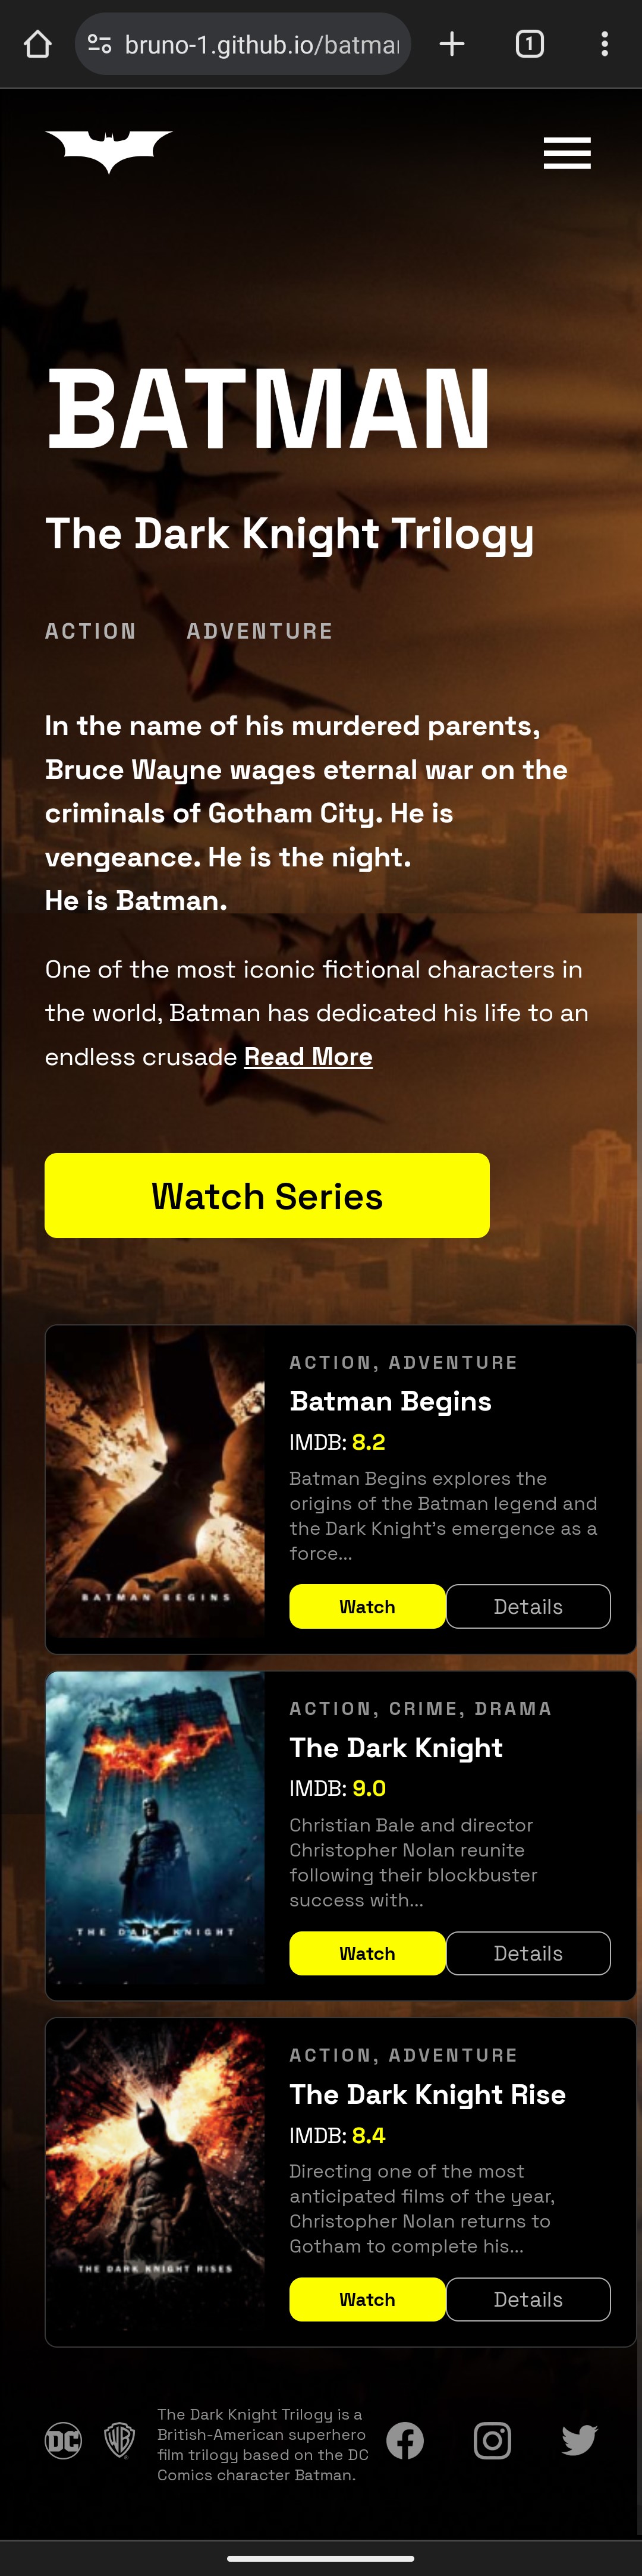 bruno-1.github.io/batma
1
BATMAN
The Dark Knight Trilogy
ACTION ADVENTURE
In the name of his murdered parents,
Bruce Wayne wages eternal war on the
criminals of Gotham City. He is
vengeance. He is the night.
He is Batman.
One of the most iconic fictional characters in
the world, Batman has dedicated his life to an
endless crusade Read More
Watch Series
BATMAN BEGINS
ACTION, ADVENTURE
Batman Begins
IMDB: 8.2
Batman Begins explores the
origins of the Batman legend and
the Dark Knight's emergence as a
force...
Watch Details
THE DARK KNIGHT
ACTION, CRIME, DRAMA
The Dark Knight
IMDB: 9.0
Christian Bale and director
Christopher Nolan reunite
following their blockbuster
success with...
Watch Details
THE DARK KNIGHT RISES
ACTION, ADVENTURE
The Dark Knight Rise
IMDB: 8.4
Directing one of the most
anticipated films of the year,
Christopher Nolan returns to
Gotham to complete his...
Watch Details
DC WB
The Dark Knight Trilogy is a
British-American superhero
film trilogy based on the DC
Comics character Batman.